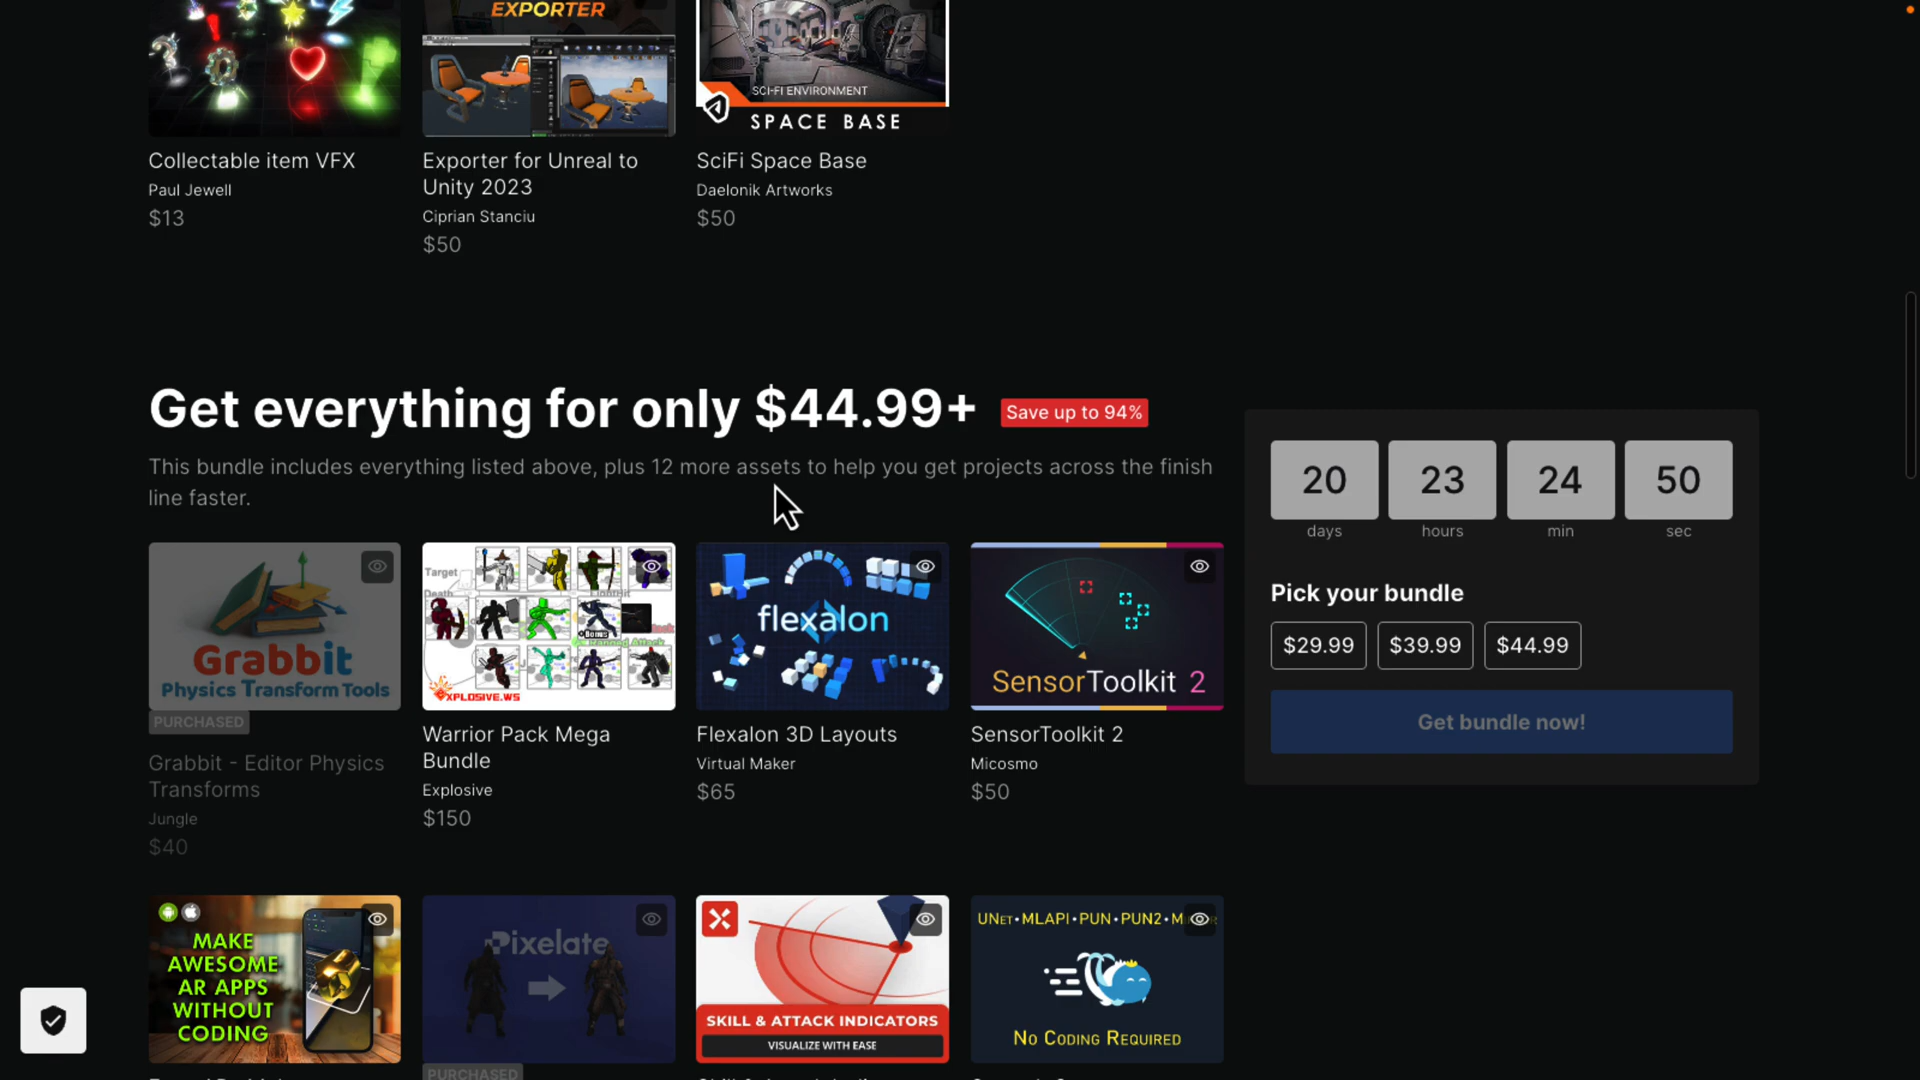 EXPORTER
SCI-FI ENVIRONMENT
SPACE BASE
Collectable item VFX
Paul Jewell
$13
Exporter for Unreal to
Unity 2023
Ciprian Stanciu
$50
SciFi Space Base
Daelonik Artworks
$50
Get everything for only $44.99+
Save up to 94%
This bundle includes everything listed above, plus 12 more assets to help you get projects across the finish
line faster.
20
23
24
50
days
hours
min
sec
Pick your bundle
$29.99
$39.99
$44.99
Get bundle now!
Grabbit
Physics Transform Tools
PURCHASED
Grabbit - Editor Physics
Transforms
Jungle
$40
Target
Death
XPLOSIVE.WS
Warrior Pack Mega
Bundle
Explosive
$150
flexalon
Flexalon 3D Layouts
Virtual Maker
$65
SensorToolkit 2
SensorToolkit 2
Micosmo
$50
MAKE
AWESOME
AR APPS
WITHOUT
CODING
Pixelate
PURCHASED
SKILL & ATTACK INDICATORS
VISUALIZE WITH EASE
UNET•MLAPI•PUN•PUN2•M
NO CODING REQUIRED